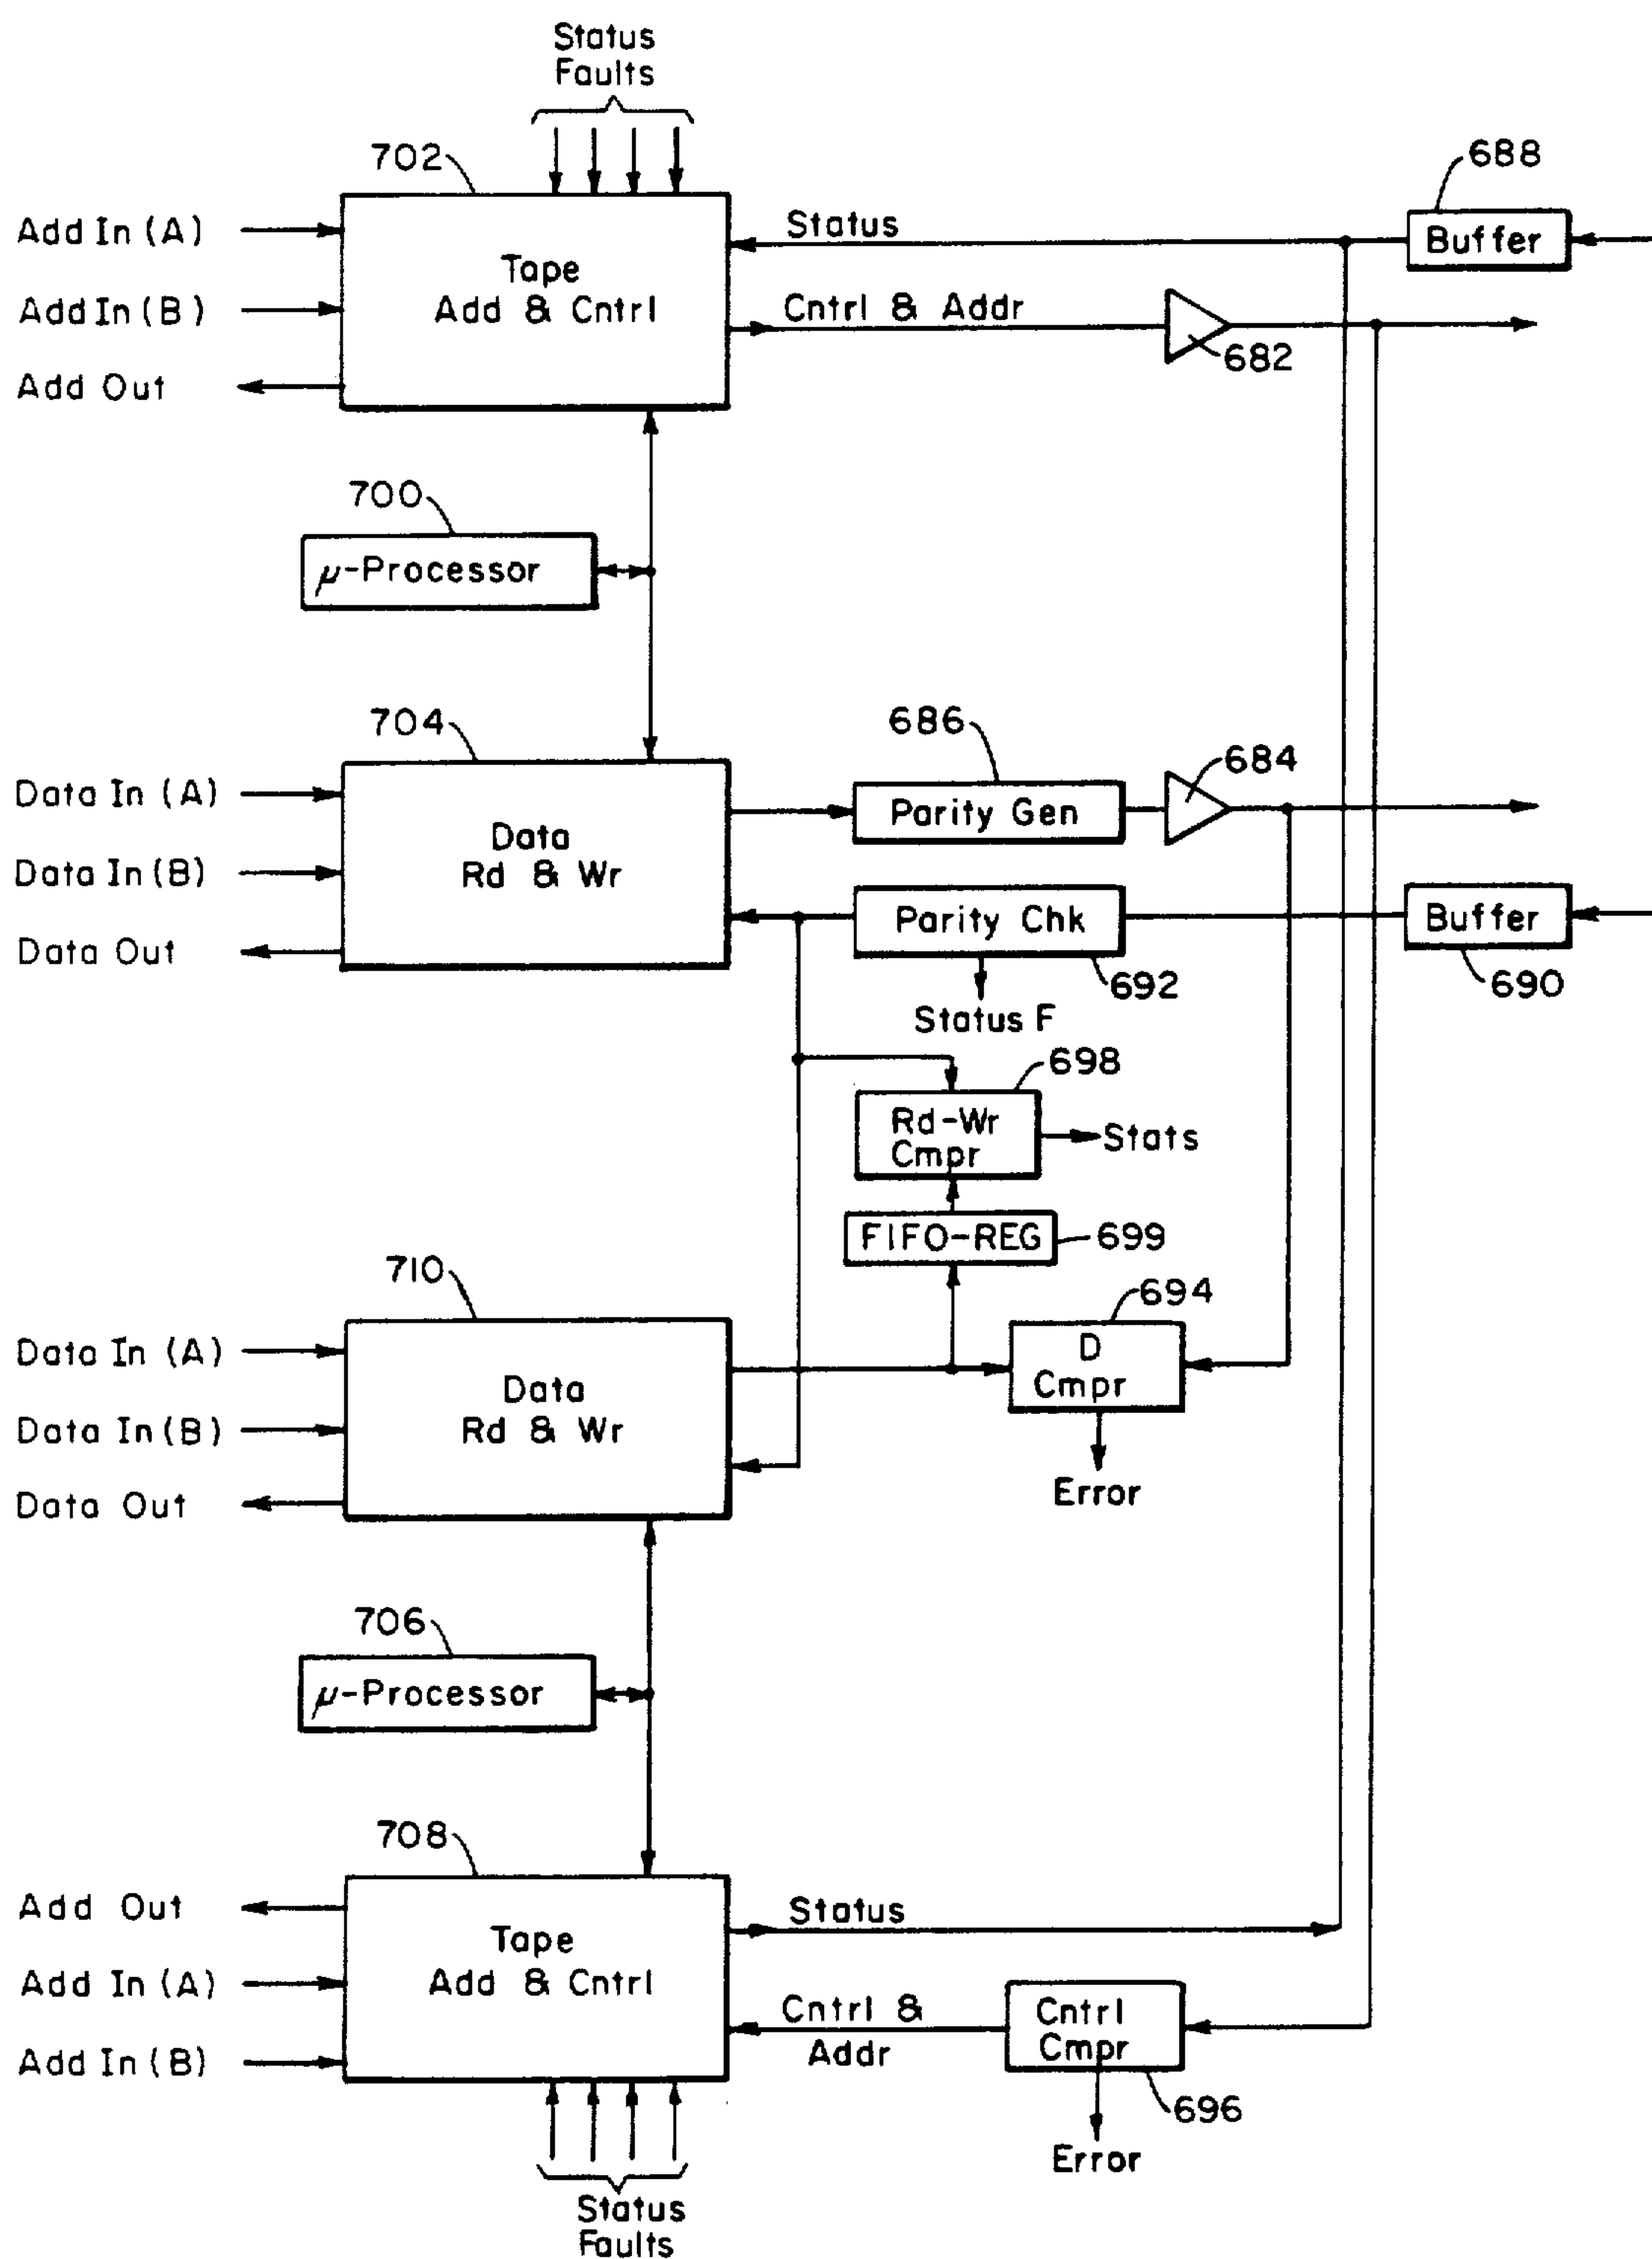 Status
Faults
702
688
Add In (A)
Status
Buffer
Tape
Add & Cntrl
Add In (B)
Cntrl & Addr
682
Add Out
700
μ-Processor
704
686
684
Data In (A)
Parity Gen
Data
Rd & Wr
Data In (B)
Parity Chk
Buffer
Data Out
692
690
Status F
698
Rd-Wr
Cmpr
Stats
FIFO-REG
699
710
694
Data In (A)
D
Cmpr
Data
Rd & Wr
Data In (B)
Data Out
Error
706
μ-Processor
708
Add Out
Status
Tape
Add & Cntrl
Add In (A)
Cntrl &
Addr
Cntrl
Cmpr
Add In (B)
696
Error
Status
Faults